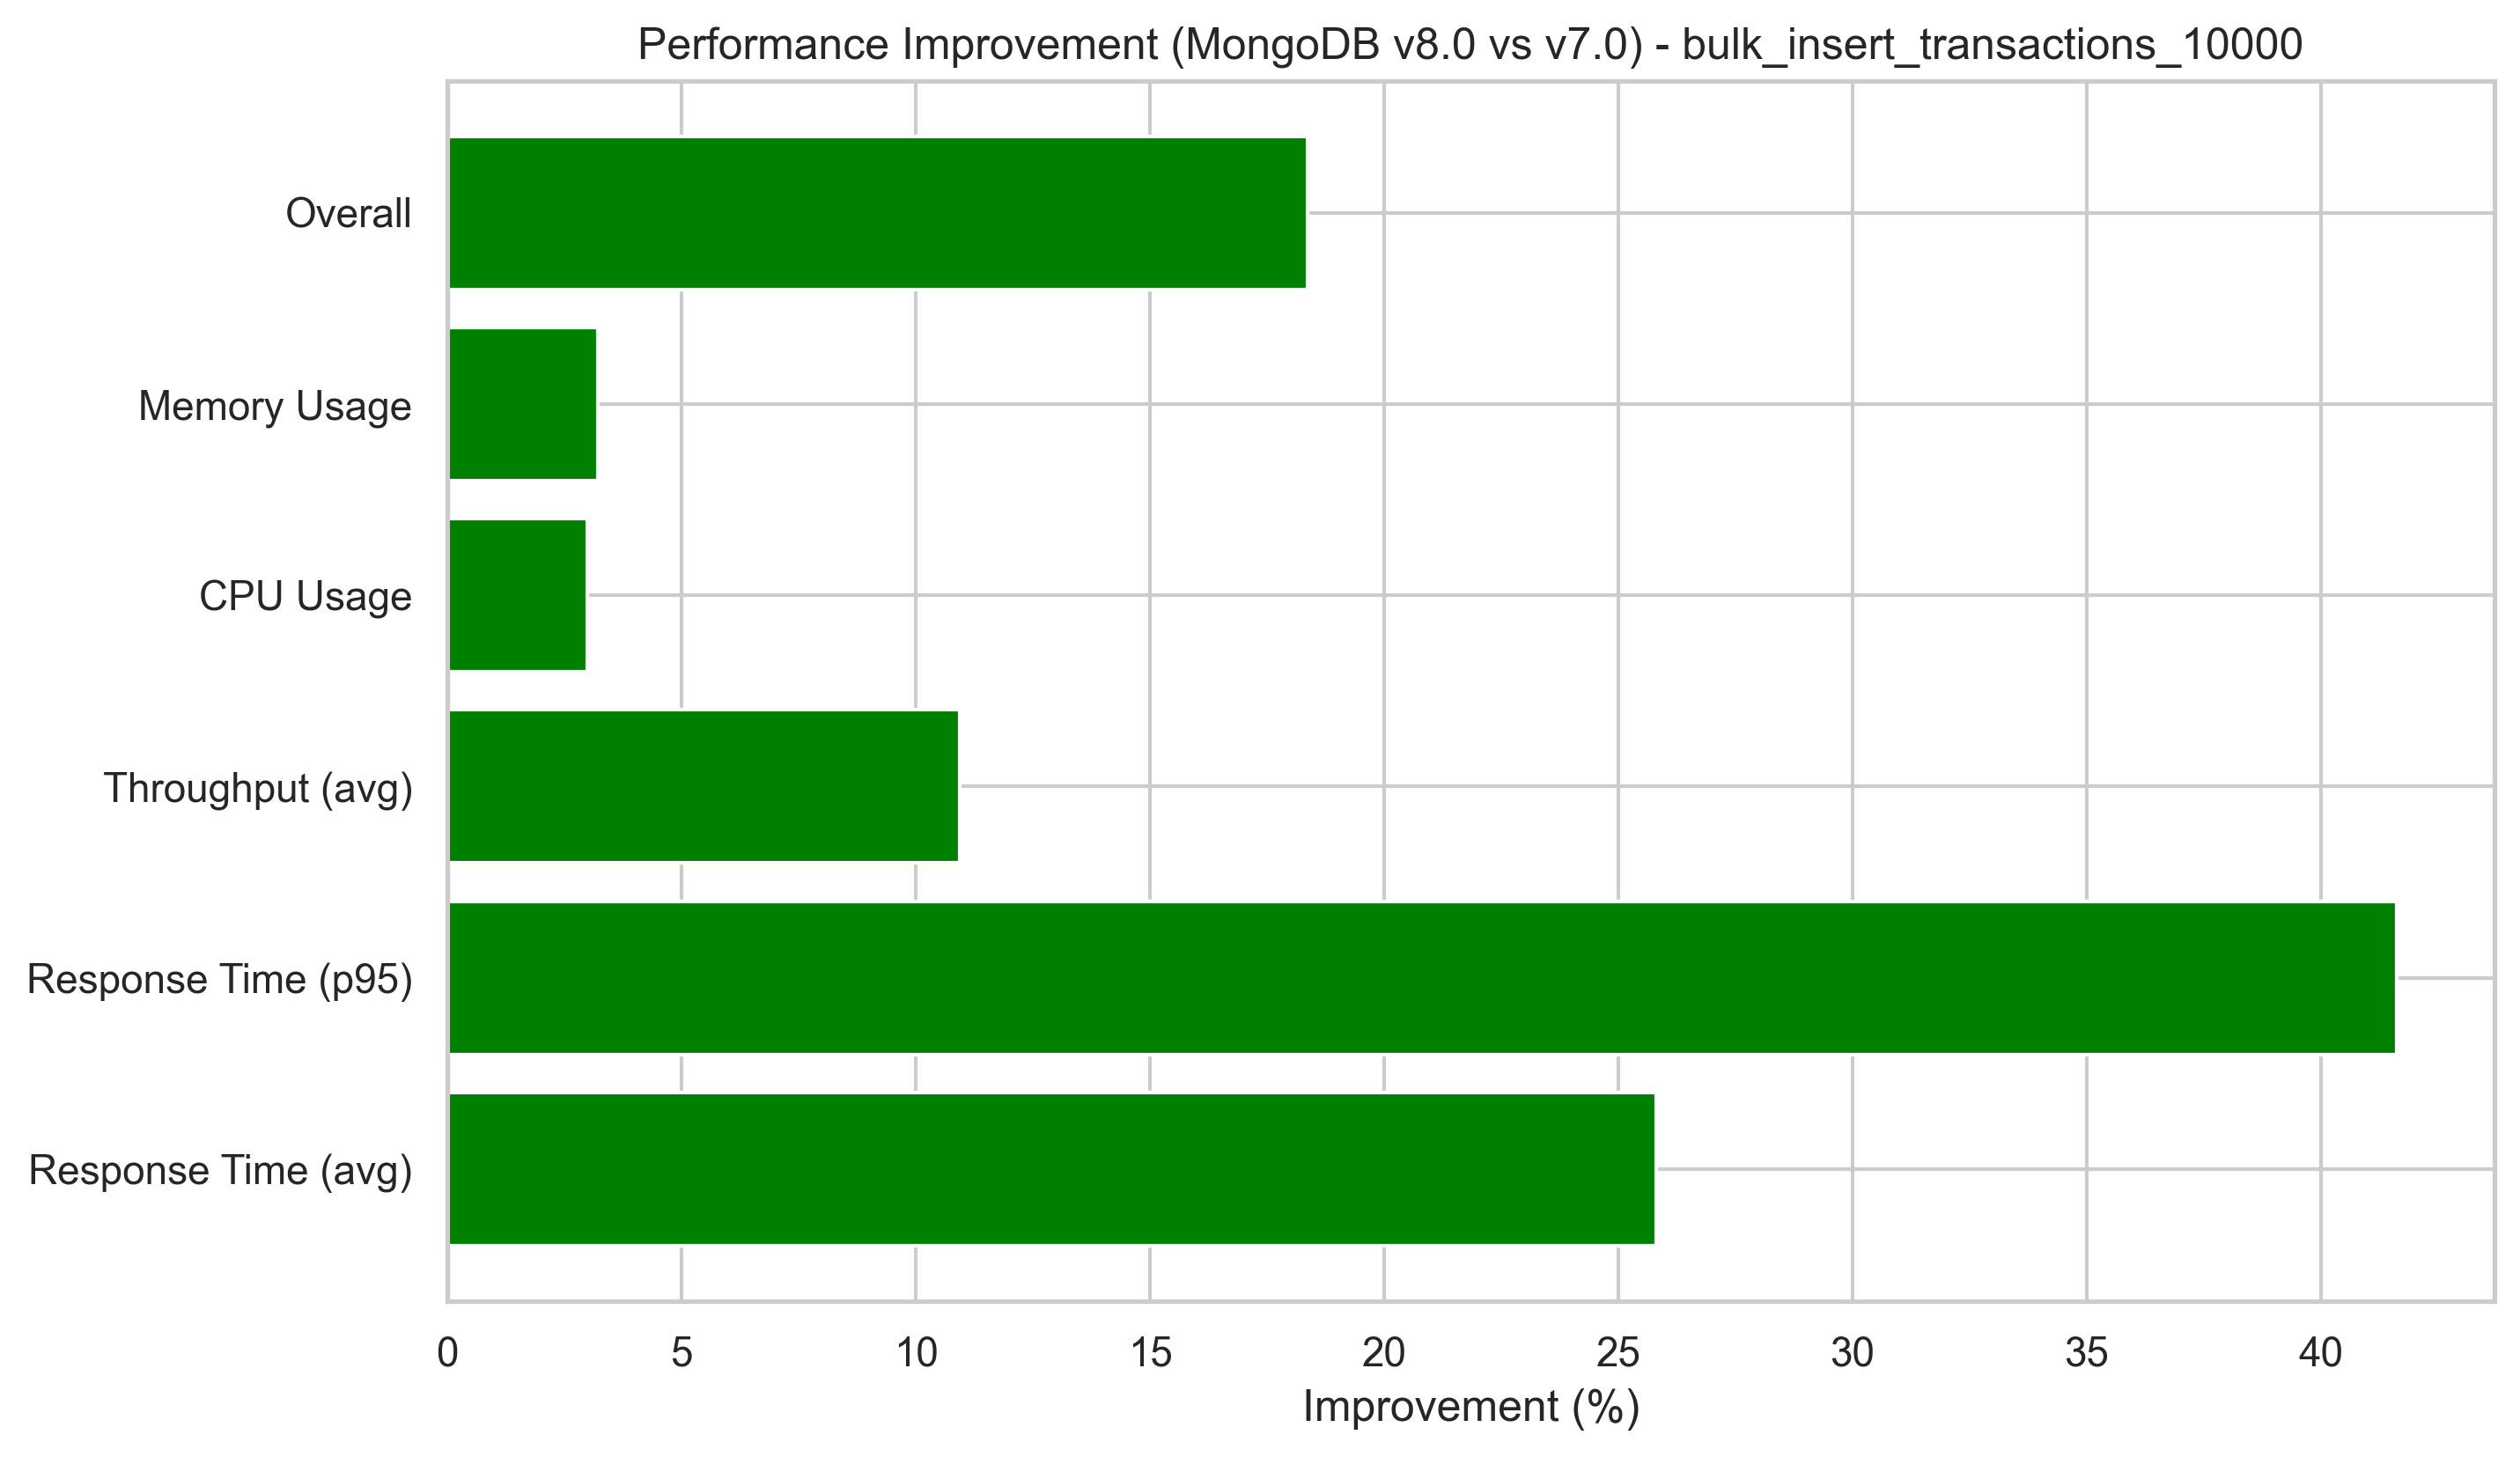 Performance Improvement (MongoDB v8.0 vs v7.0) - bulk_insert_transactions_10000
Overall
Memory Usage
CPU Usage
Throughput (avg)
Response Time (p95)
Response Time (avg)
0 5 10 15 20 25 30 35 40
Improvement (%)